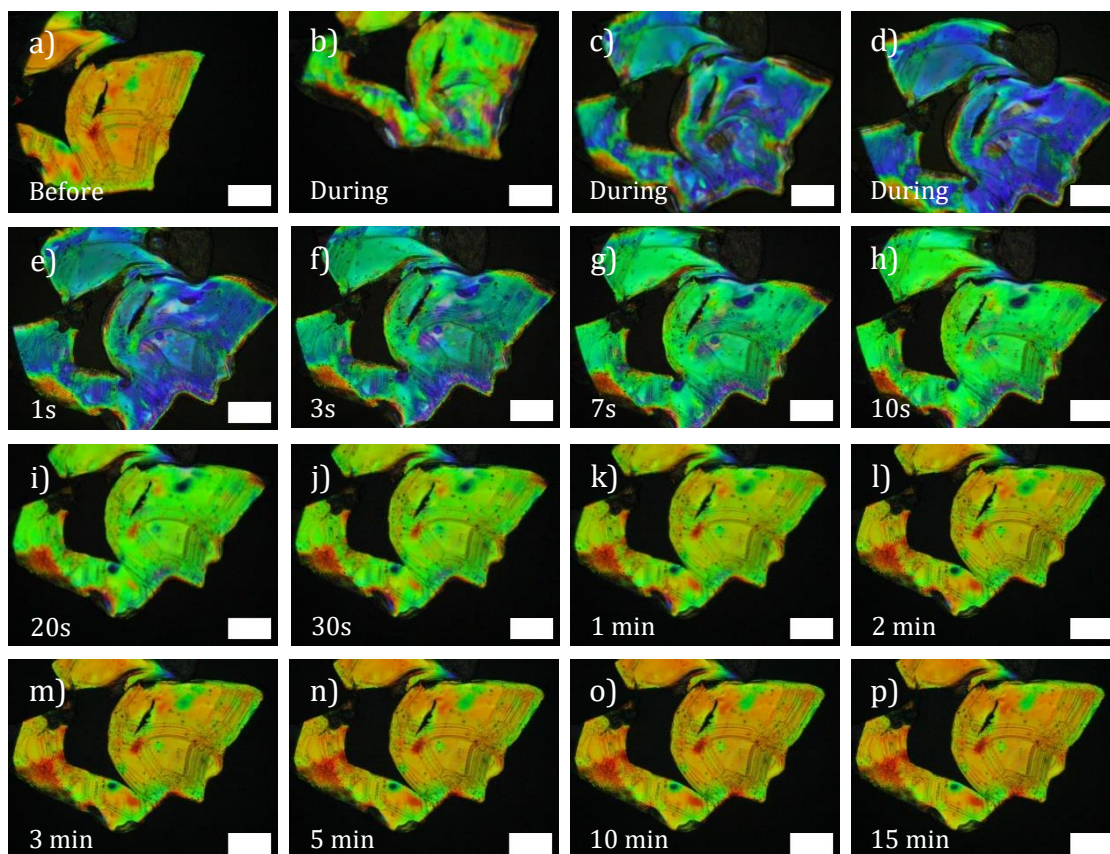 a)
Before
b)
During
c)
During
d)
During
e)
1s
f)
3s
g)
7s
h)
10s
i)
20s
j)
30s
k)
1 min
l)
2 min
m)
3 min
n)
5 min
o)
10 min
p)
15 min